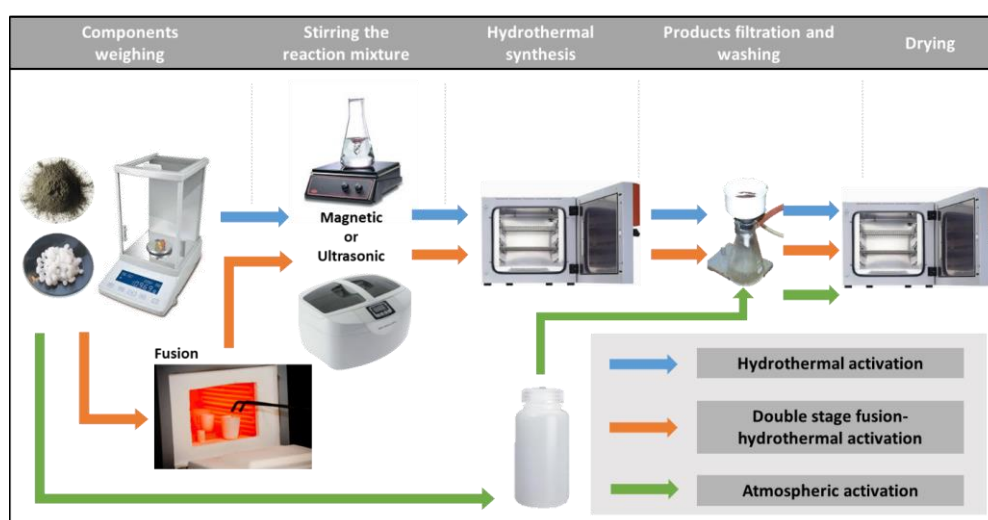 Components
weighing
Stirring the
reaction mixture
Hydrothermal
synthesis
Products filtration and
washing
Drying
Magnetic
or
Ultrasonic
Fusion
Hydrothermal activation
Double stage fusion-
hydrothermal activation
Atmospheric activation